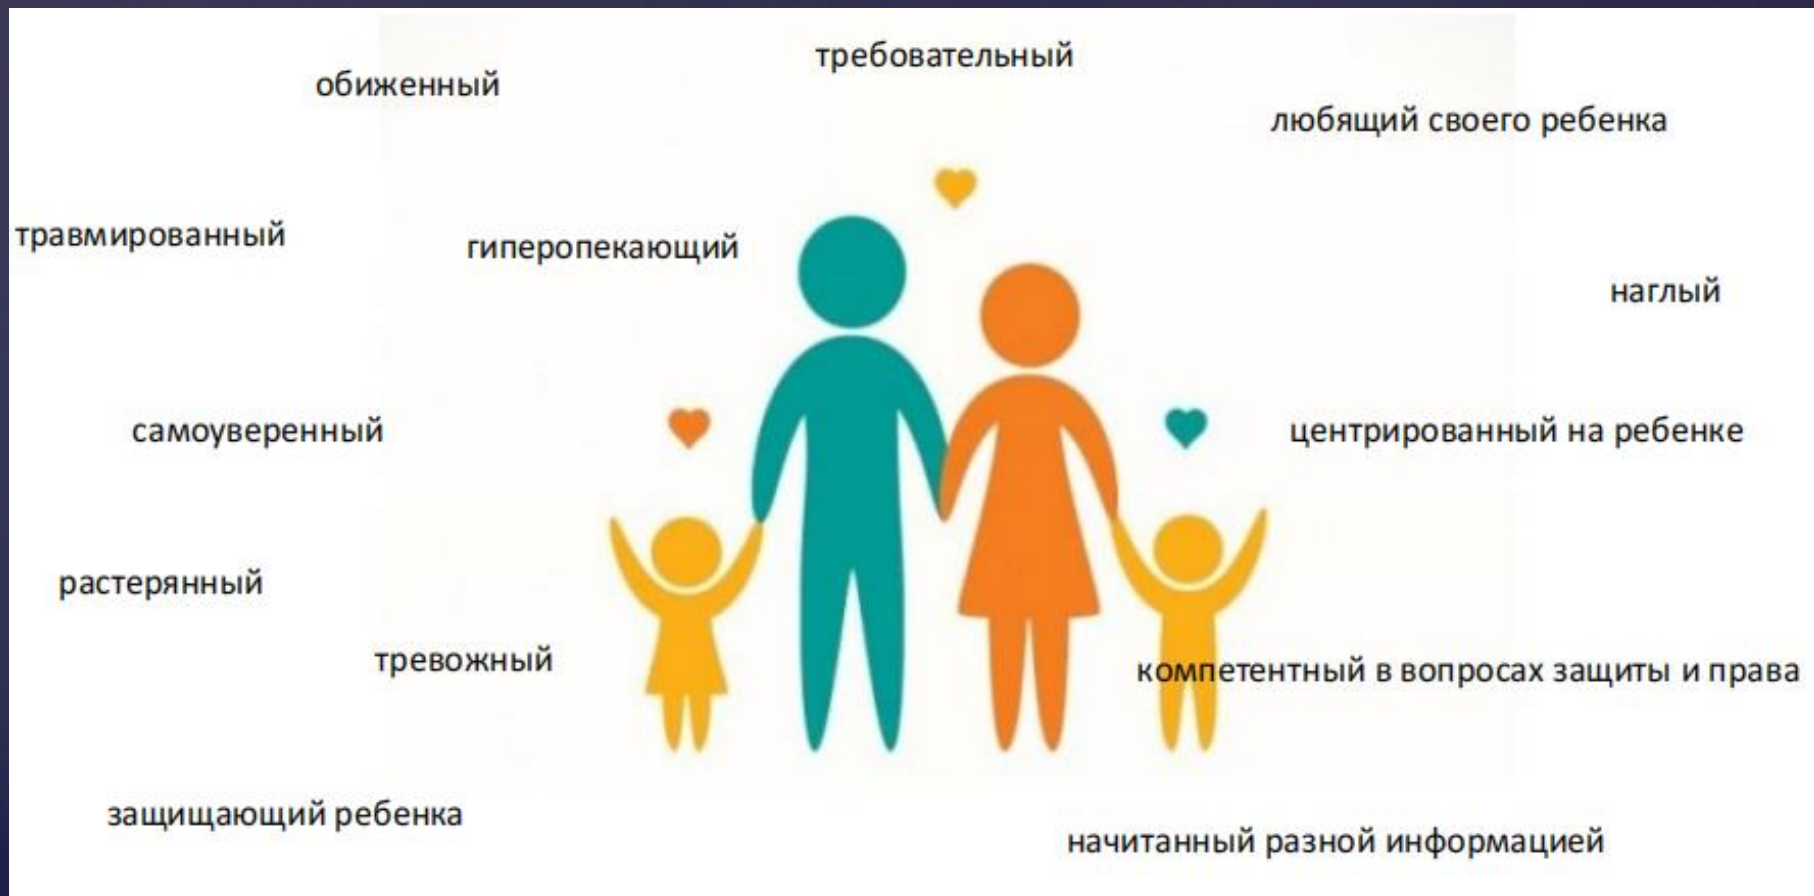 требовательный
обиженный
любящий своего ребенка
травмированный
гиперопекающий
наглый
самоуверенный
центрированный на ребенке
растерянный
тревожный
компетентный в вопросах защиты и права
защищающий ребенка
начитанный разной информацией